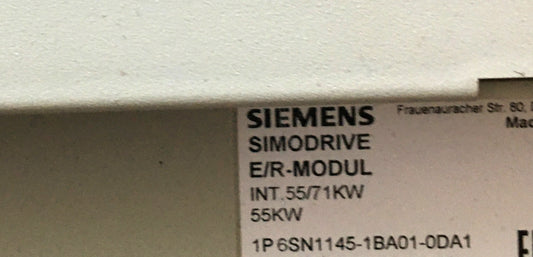 SIEMENS Frauenauracher Str. 80,
SIMODRIVE
E/R-MODUL
INT.55/71KW
55KW
1P 6SN1145-1BA01-0DA1